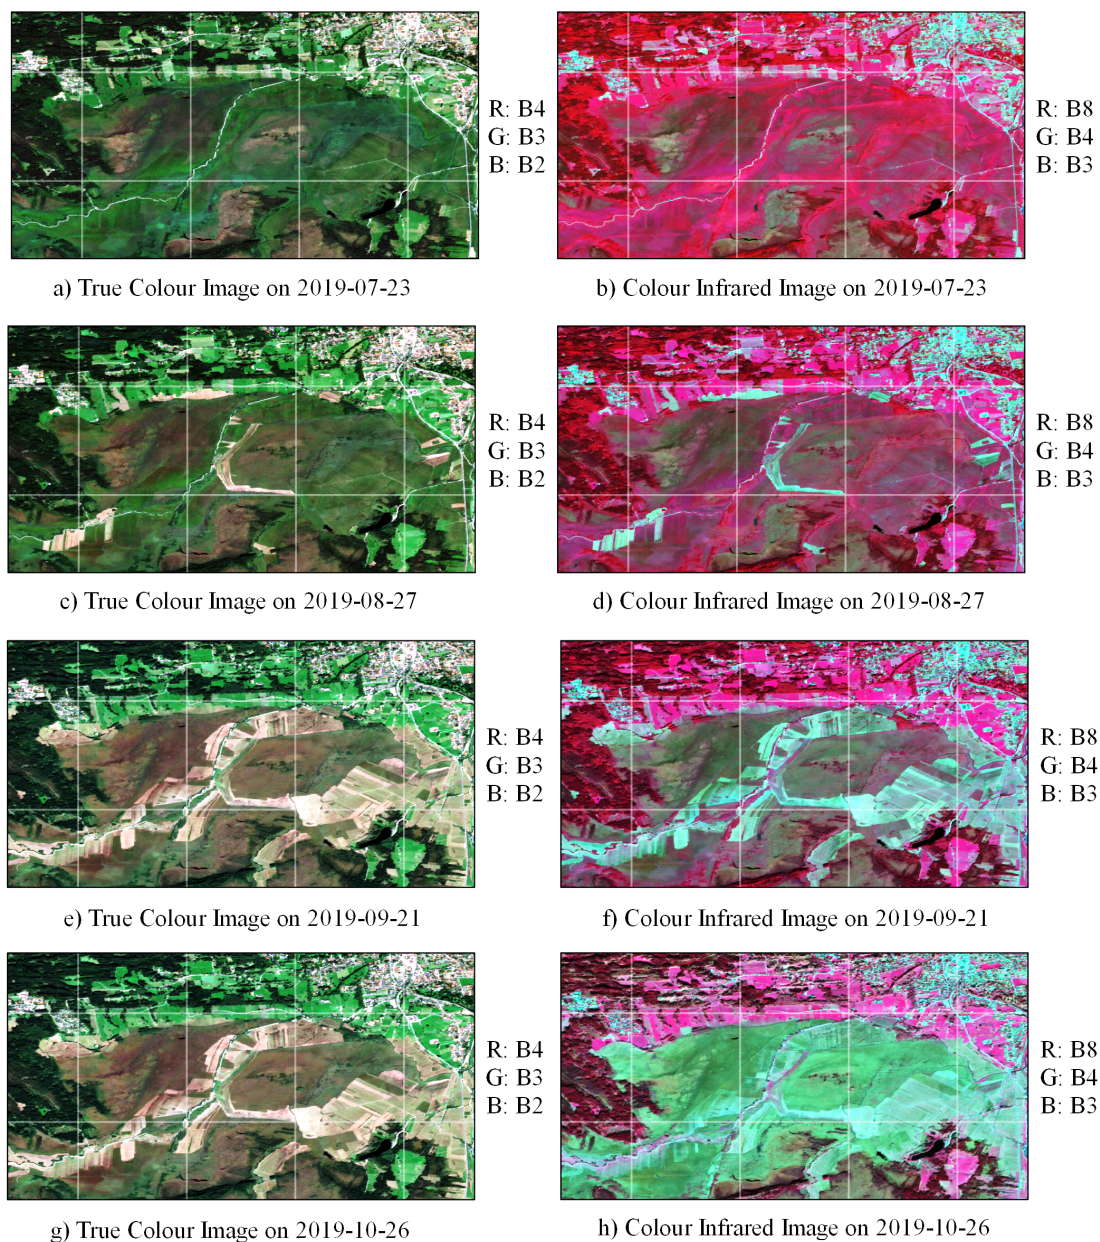 R: B4
G: B3
B: B2
R: B8
G: B4
B: B3
a) True Colour Image on 2019-07-23
b) Colour Infrared Image on 2019-07-23
R: B4
G: B3
B: B2
R: B8
G: B4
B: B3
c) True Colour Image on 2019-08-27
d) Colour Infrared Image on 2019-08-27
R: B4
G: B3
B: B2
R: B8
G: B4
B: B3
e) True Colour Image on 2019-09-21
f) Colour Infrared Image on 2019-09-21
R: B4
G: B3
B: B2
R: B8
G: B4
B: B3
g) True Colour Image on 2019-10-26
h) Colour Infrared Image on 2019-10-26